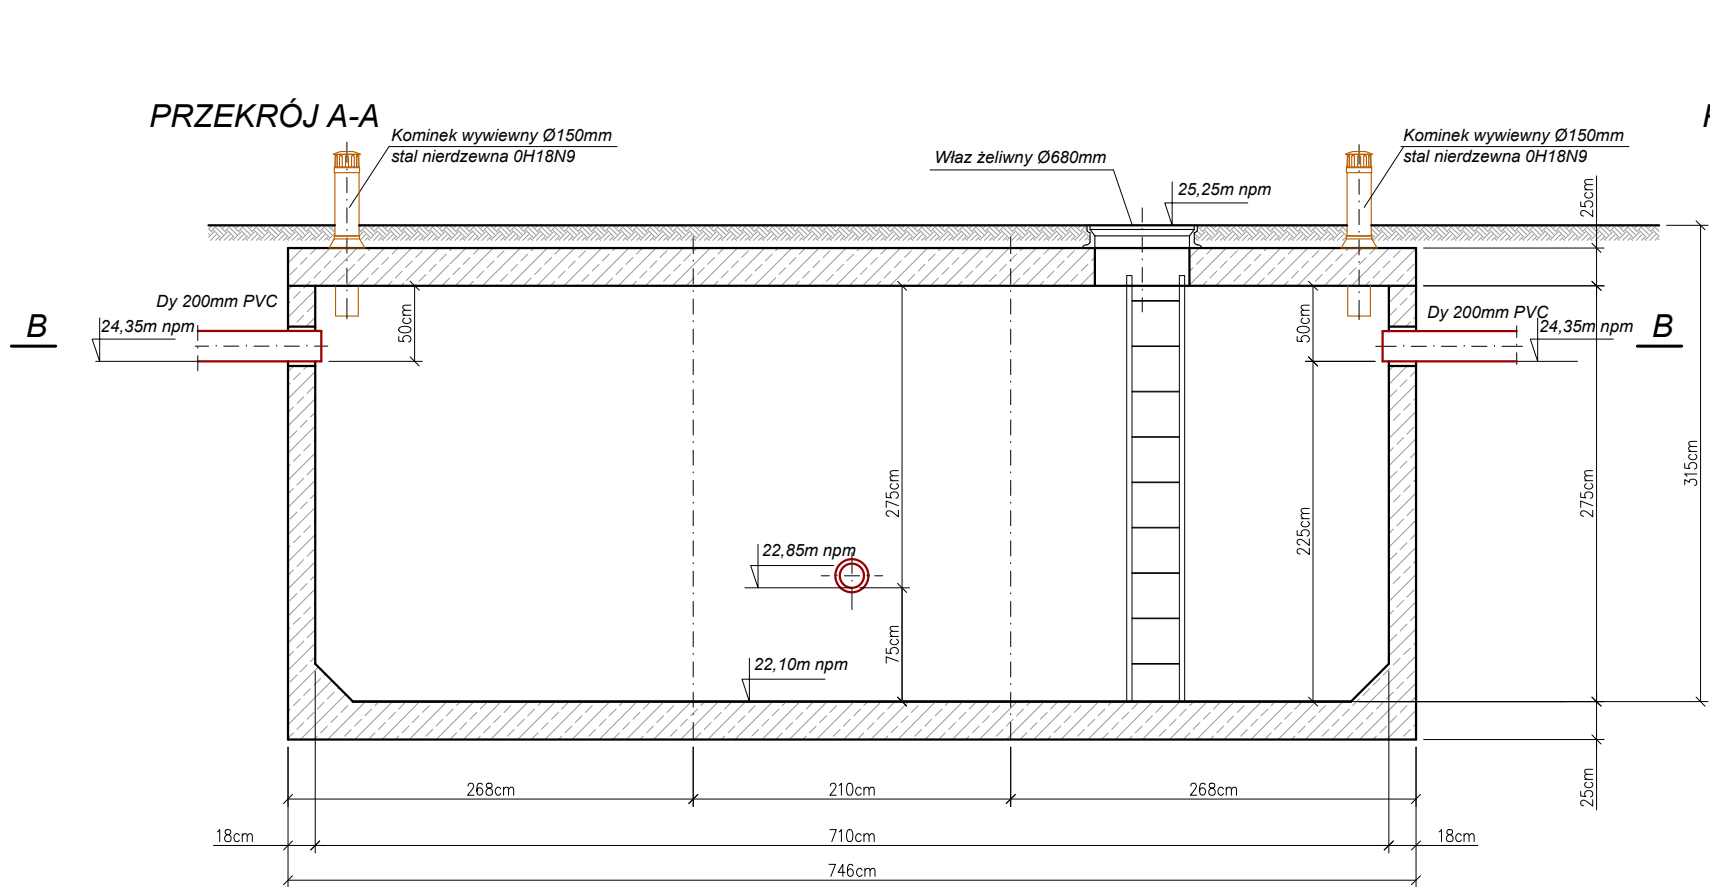 PRZEKRÓJ A-A
Kominek wywiewny Ø150mm
stal nierdzewna 0H18N9
Właz żeliwny Ø680mm
Kominek wywiewny Ø150mm
stal nierdzewna 0H18N9
25,25m npm
25cm
Dy 200mm PVC
24,35m npm
B
50cm
50cm
Dy 200mm PVC
24,35m npm
B
275cm
225cm
275cm
315cm
22,85m npm
75cm
22,10m npm
268cm
210cm
268cm
25cm
18cm
710cm
18cm
746cm